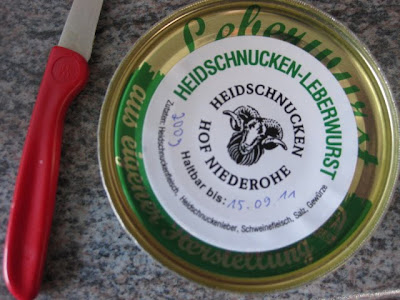 Leberwurst
aus eigener Herstellung
HEIDSCHNUCKEN-LEBERWURST
HEIDSCHNUCKEN
HOF NIEDEROHE
Haltbar bis: 15.09.11
200g
Zutaten: Heidschnuckenfleisch, Heidschnuckenleber, Schweinefleisch, Salz, Gewürze